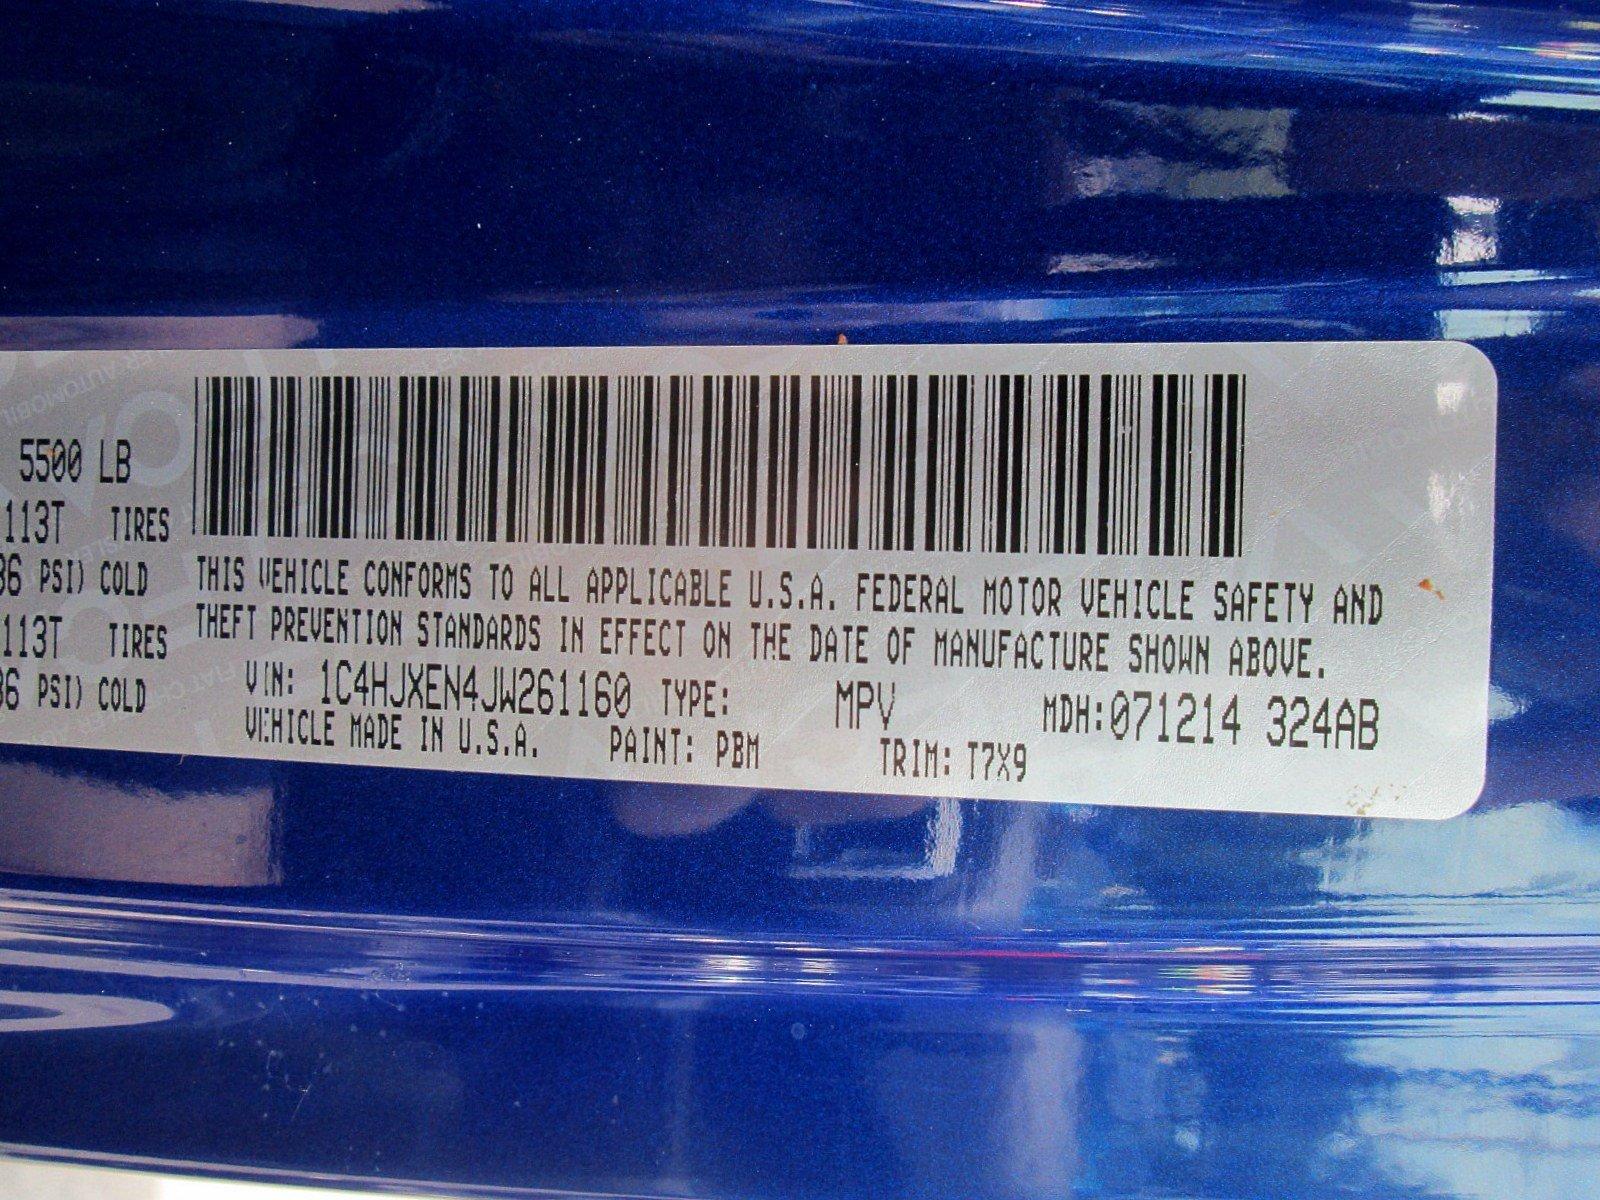 5500 LB
113T TIRES
36 PSI) COLD
113T TIRES
36 PSI) COLD
THIS VEHICLE CONFORMS TO ALL APPLICABLE U.S.A. FEDERAL MOTOR VEHICLE SAFETY AND
THEFT PREVENTION STANDARDS IN EFFECT ON THE DATE OF MANUFACTURE SHOWN ABOVE.
VIN: 1C4HJXEN4JW261160 TYPE: MPV MDH:071214 324AB
VEHICLE MADE IN U.S.A. PAINT: PBM TRIM: T7X9